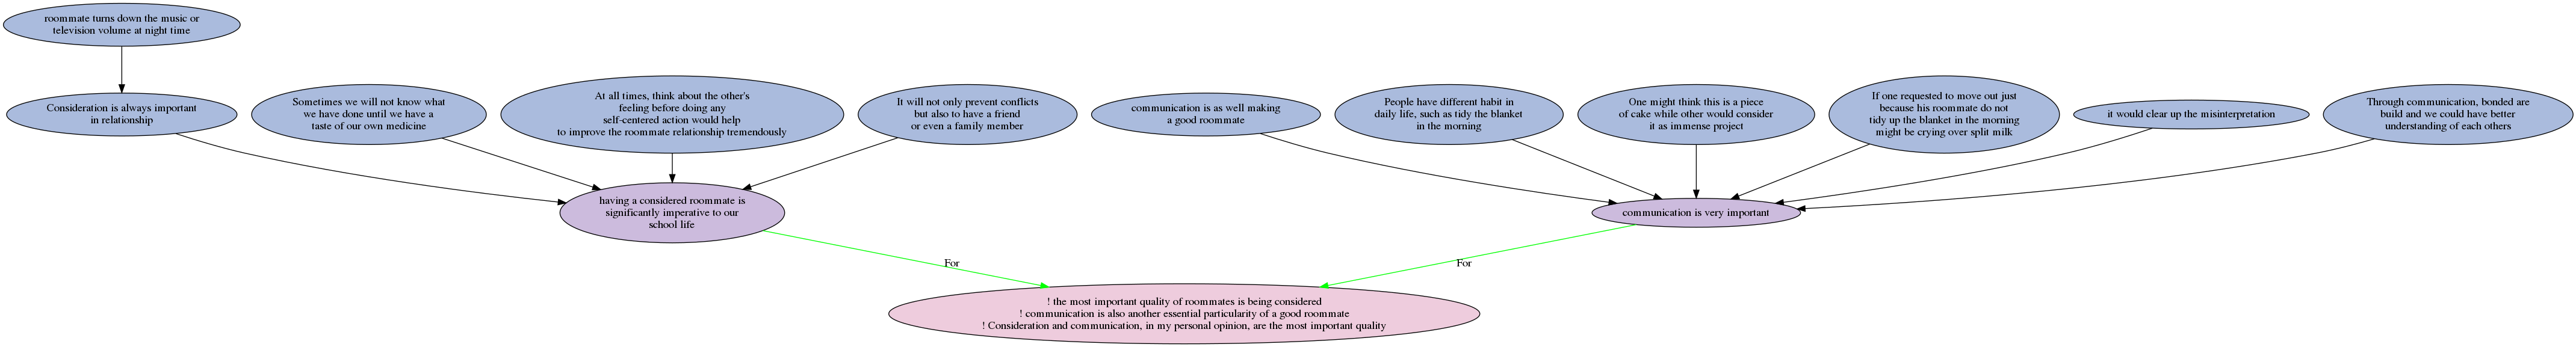 roommate turns down the music or
television volume at night time
Consideration is always important
in relationship
Sometimes we will not know what
we have done until we have a
taste of our own medicine
At all times, think about the other's
feeling before doing any
self-centered action would help
to improve the roommate relationship tremendously
It will not only prevent conflicts
but also to have a friend
or even a family member
communication is as well making
a good roommate
People have different habit in
daily life, such as tidy the blanket
in the morning
One might think this is a piece
of cake while other would consider
it as immense project
If one requested to move out just
because his roommate do not
tidy up the blanket in the morning
might be crying over split milk
it would clear up the misinterpretation
Through communication, bonded are
build and we could have better
understanding of each others
having a considered roommate is
significantly imperative to our
school life
communication is very important
For
For
! the most important quality of roommates is being considered
! communication is also another essential particularity of a good roommate
! Consideration and communication, in my personal opinion, are the most important quality